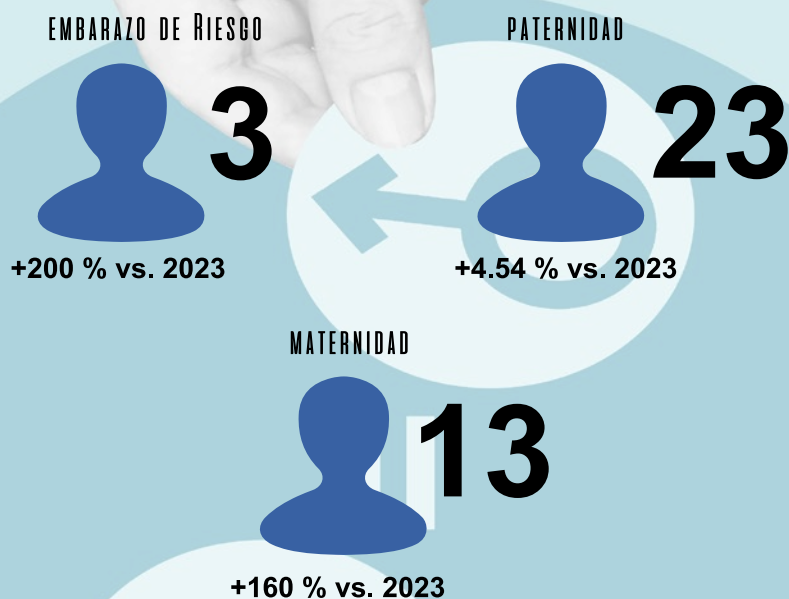 EMBARAZO DE RIESGO
PATERNIDAD
3
23
+200 % vs. 2023
+4.54 % vs. 2023
MATERNIDAD
13
+160 % vs. 2023